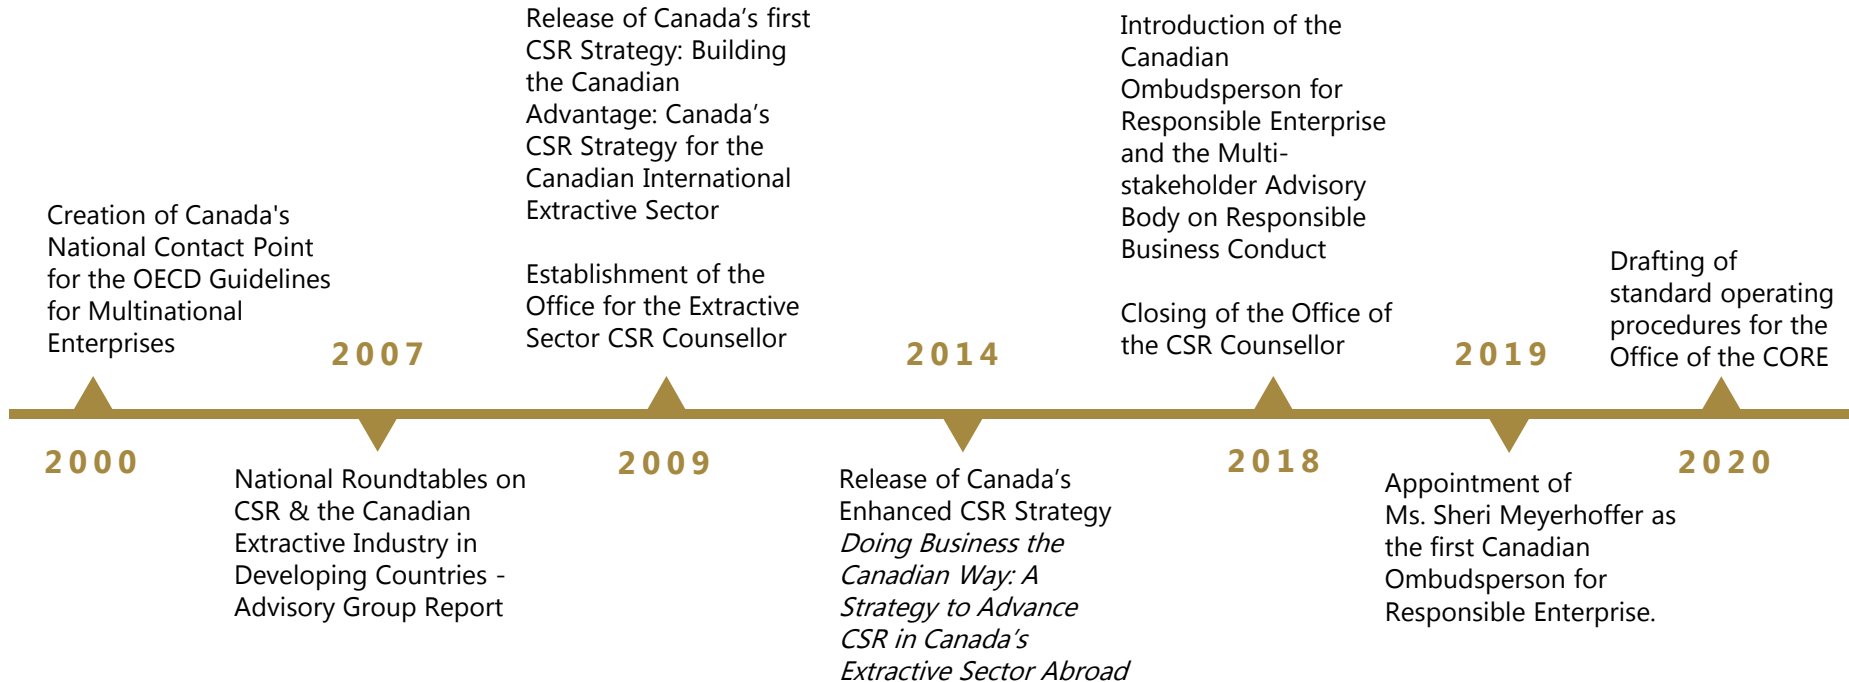 Creation of Canada's
National Contact Point
for the OECD Guidelines
for Multinational
Enterprises
2000
2007
National Roundtables on
CSR & the Canadian
Extractive Industry in
Developing Countries -
Advisory Group Report
Release of Canada’s first
CSR Strategy: Building
the Canadian
Advantage: Canada’s
CSR Strategy for the
Canadian International
Extractive Sector
Establishment of the
Office for the Extractive
Sector CSR Counsellor
2009
2014
Release of Canada’s
Enhanced CSR Strategy
Doing Business the
Canadian Way: A
Strategy to Advance
CSR in Canada’s
Extractive Sector Abroad
Introduction of the
Canadian
Ombudsperson for
Responsible Enterprise
and the Multi-
stakeholder Advisory
Body on Responsible
Business Conduct
Closing of the Office of
the CSR Counsellor
2018
2019
Appointment of
Ms. Sheri Meyerhoffer as
the first Canadian
Ombudsperson for
Responsible Enterprise.
Drafting of
standard operating
procedures for the
Office of the CORE
2020